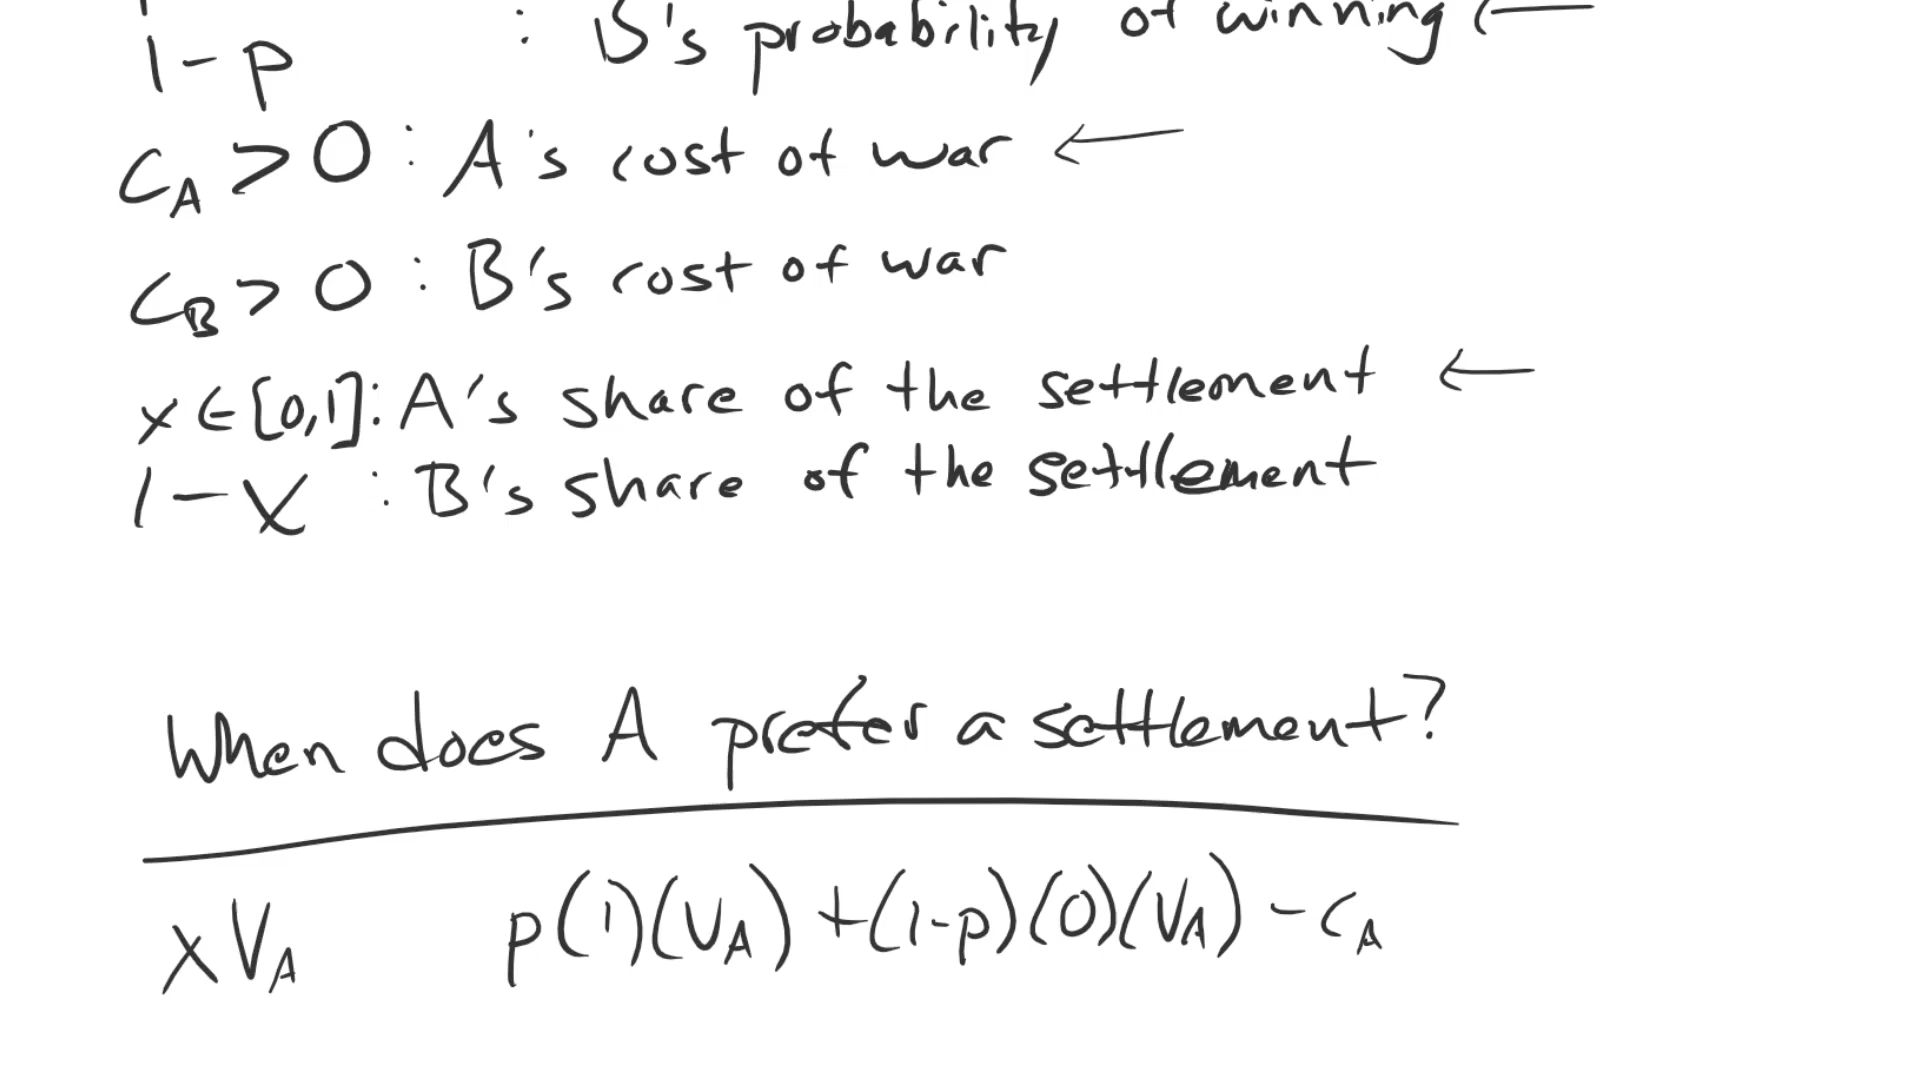 1-p : B's probability of winning ←
C_A > 0 : A's cost of war ←
C_B > 0 : B's cost of war
x ∈ [0,1]: A's share of the settlement ←
1-x : B's share of the settlement
When does A prefer a settlement?
xV_A p(1)(V_A) + (1-p)(0)(V_A) - c_A